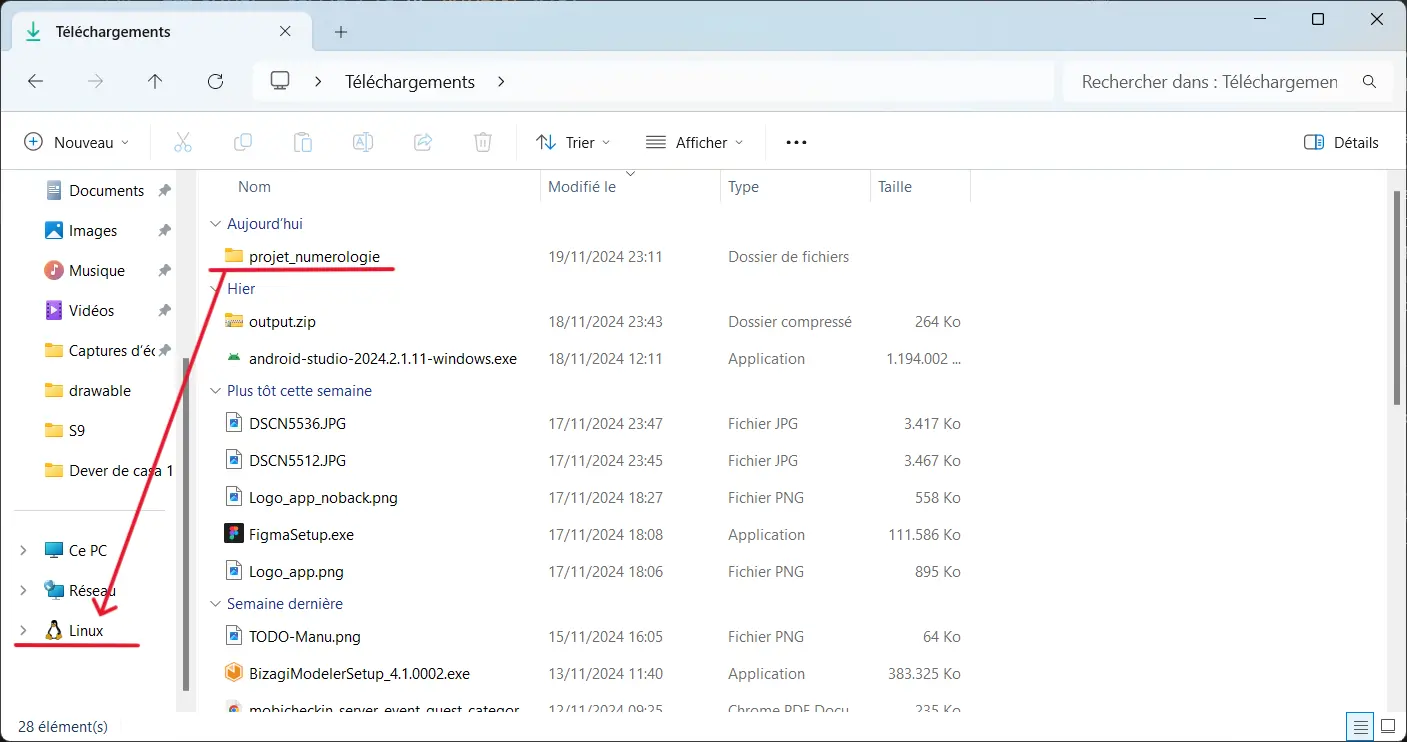 Téléchargements
Téléchargements
Rechercher dans : Téléchargemen
Nouveau
Trier
Afficher
Détails
Documents
Images
Musique
Vidéos
Captures d'éc
drawable
S9
Dever de casa 1
Ce PC
Réseau
Linux
Nom Modifié le Type Taille
Aujourd'hui
projet_numerologie 19/11/2024 23:11 Dossier de fichiers
Hier
output.zip 18/11/2024 23:43 Dossier compressé 264 Ko
android-studio-2024.2.1.11-windows.exe 18/11/2024 12:11 Application 1.194.002 ...
Plus tôt cette semaine
DSCN5536.JPG 17/11/2024 23:47 Fichier JPG 3.417 Ko
DSCN5512.JPG 17/11/2024 23:45 Fichier JPG 3.467 Ko
Logo_app_noback.png 17/11/2024 18:27 Fichier PNG 558 Ko
FigmaSetup.exe 17/11/2024 18:08 Application 111.586 Ko
Logo_app.png 17/11/2024 18:06 Fichier PNG 895 Ko
Semaine dernière
TODO-Manu.png 15/11/2024 16:05 Fichier PNG 64 Ko
BizagiModelerSetup_4.1.0002.exe 13/11/2024 11:40 Application 383.325 Ko
mobicheckin_server_event_guest_categor 12/11/2024 09:25 Chrome PDF Docu 235 Ko
28 élément(s)